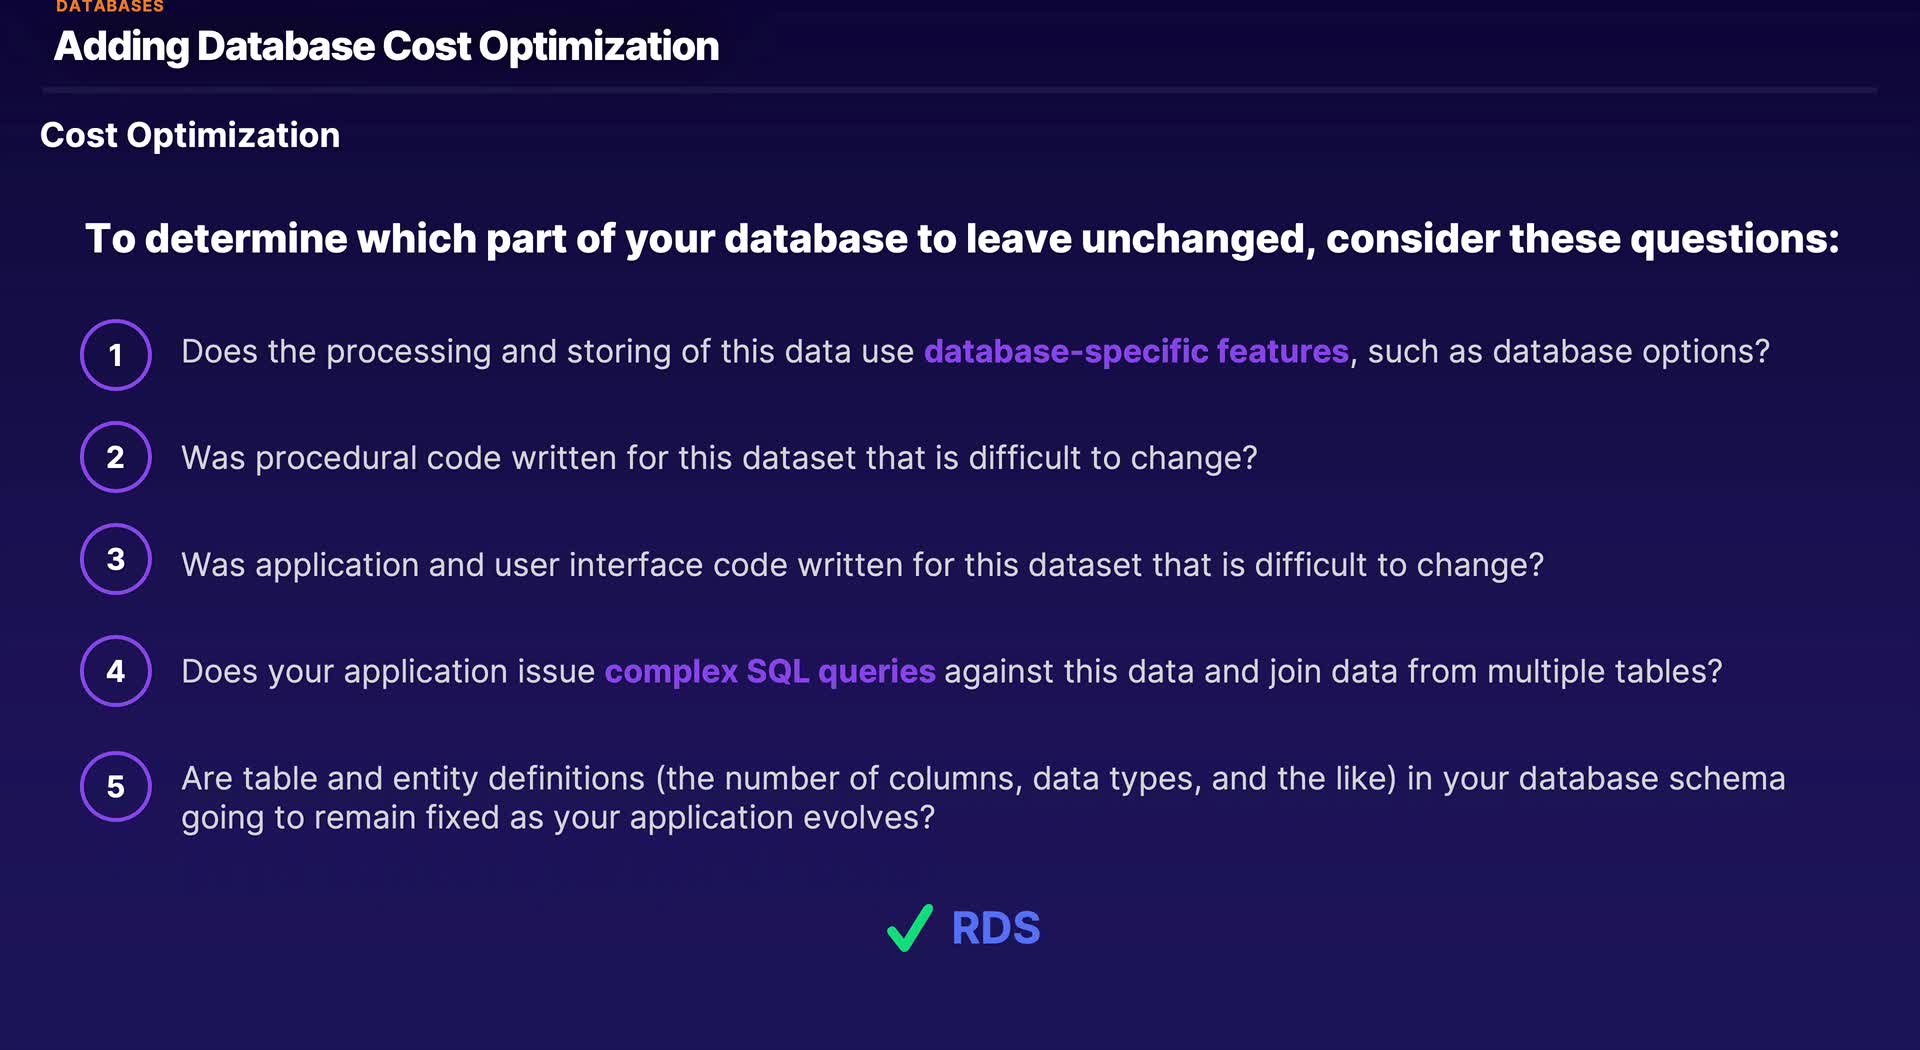 DATABASES
Adding Database Cost Optimization
Cost Optimization
To determine which part of your database to leave unchanged, consider these questions:
1 Does the processing and storing of this data use database-specific features, such as database options?
2 Was procedural code written for this dataset that is difficult to change?
3 Was application and user interface code written for this dataset that is difficult to change?
4 Does your application issue complex SQL queries against this data and join data from multiple tables?
5 Are table and entity definitions (the number of columns, data types, and the like) in your database schema
going to remain fixed as your application evolves?
RDS